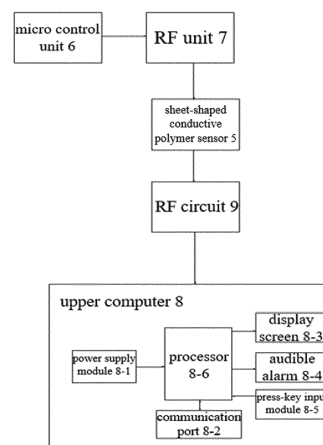 micro control
unit 6
RF unit 7
sheet-shaped
conductive
polymer sensor 5
RF circuit 9
upper computer 8
display
screen 8-3
power supply
module 8-1
processor
8-6
audible
alarm 8-4
press-key input
module 8-5
communication
port 8-2